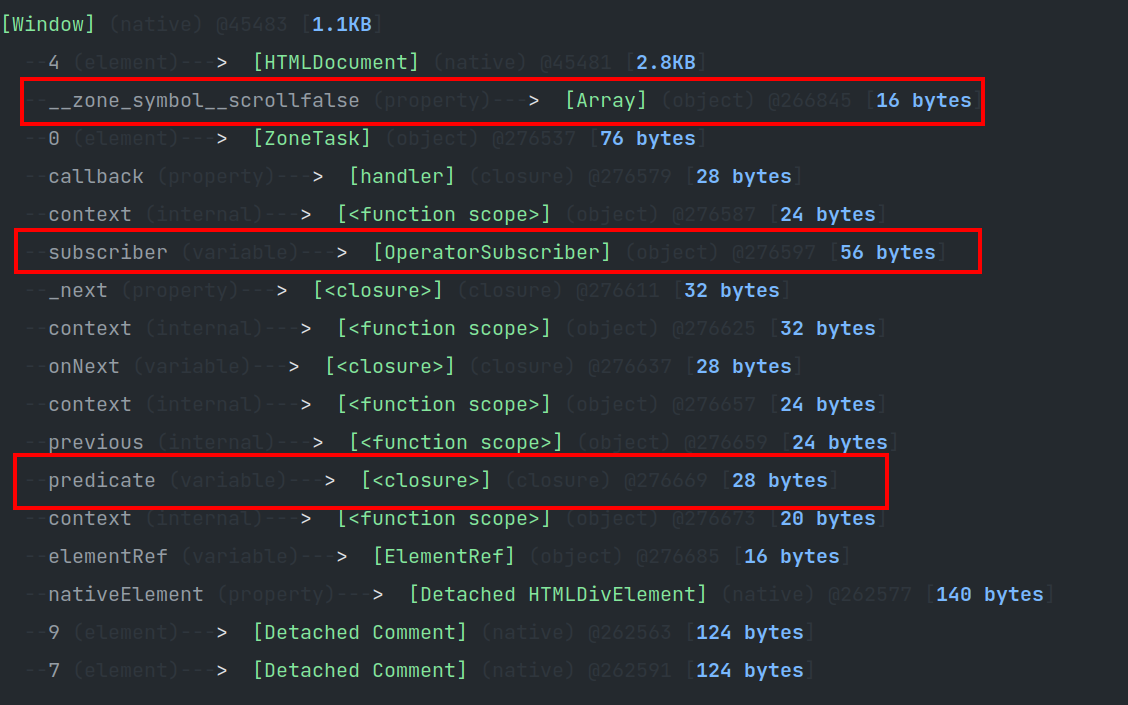 [Window] (native) @45483 [1.1KB]
--4 (element)---> [HTMLDocument] (native) @45481 [2.8KB]
--__zone_symbol__scrollfalse (property)---> [Array] (object) @266845 [16 bytes]
--0 (element)---> [ZoneTask] (object) @276537 [76 bytes]
--callback (property)---> [handler] (closure) @276579 [28 bytes]
--context (internal)---> [<function scope>] (object) @276587 [24 bytes]
--subscriber (variable)---> [OperatorSubscriber] (object) @276597 [56 bytes]
--_next (property)---> [<closure>] (closure) @276611 [32 bytes]
--context (internal)---> [<function scope>] (object) @276625 [32 bytes]
--onNext (variable)---> [<closure>] (closure) @276637 [28 bytes]
--context (internal)---> [<function scope>] (object) @276657 [24 bytes]
--previous (internal)---> [<function scope>] (object) @276659 [24 bytes]
--predicate (variable)---> [<closure>] (closure) @276669 [28 bytes]
--context (internal)---> [<function scope>] (object) @276673 [20 bytes]
--elementRef (variable)---> [ElementRef] (object) @276685 [16 bytes]
--nativeElement (property)---> [Detached HTMLDivElement] (native) @262577 [140 bytes]
--9 (element)---> [Detached Comment] (native) @262563 [124 bytes]
--7 (element)---> [Detached Comment] (native) @262591 [124 bytes]